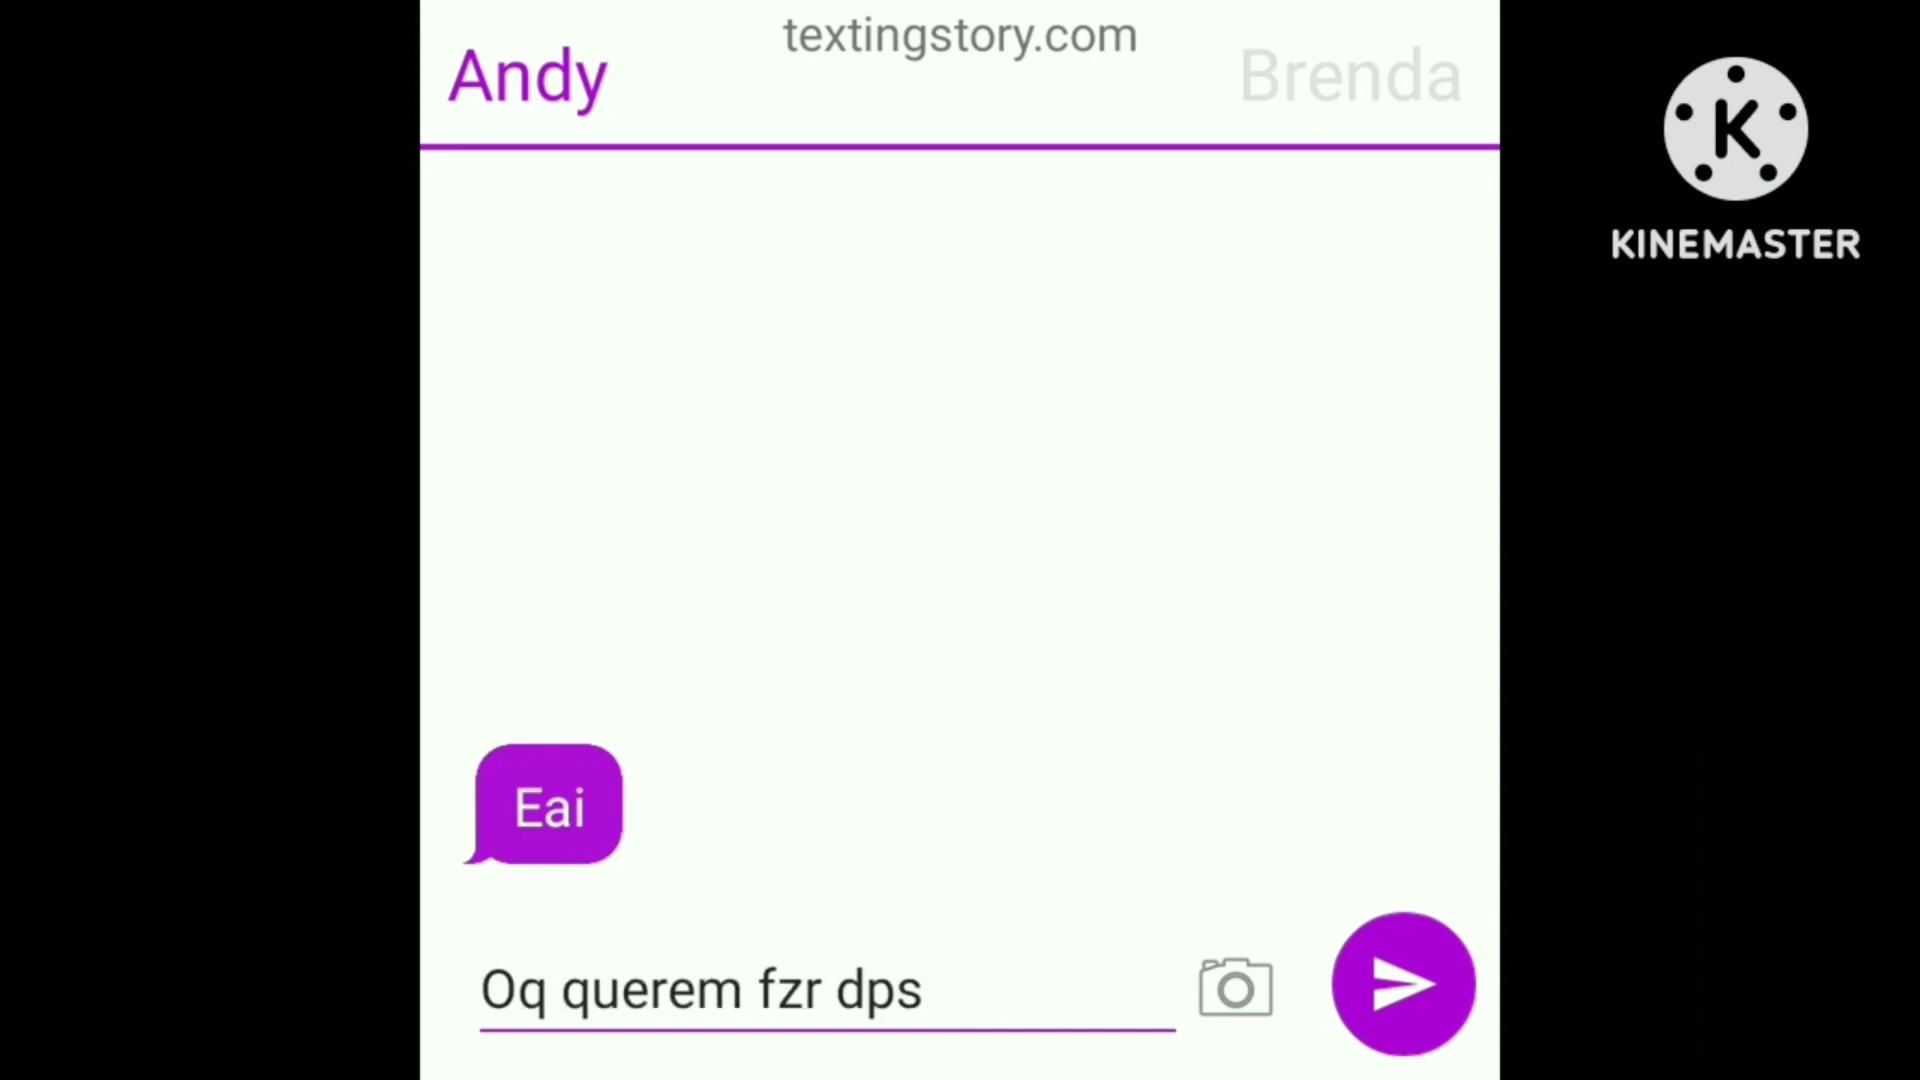 textingstory.com
Andy
Brenda
K
KINEMASTER
Eai
Oq querem fzr dps